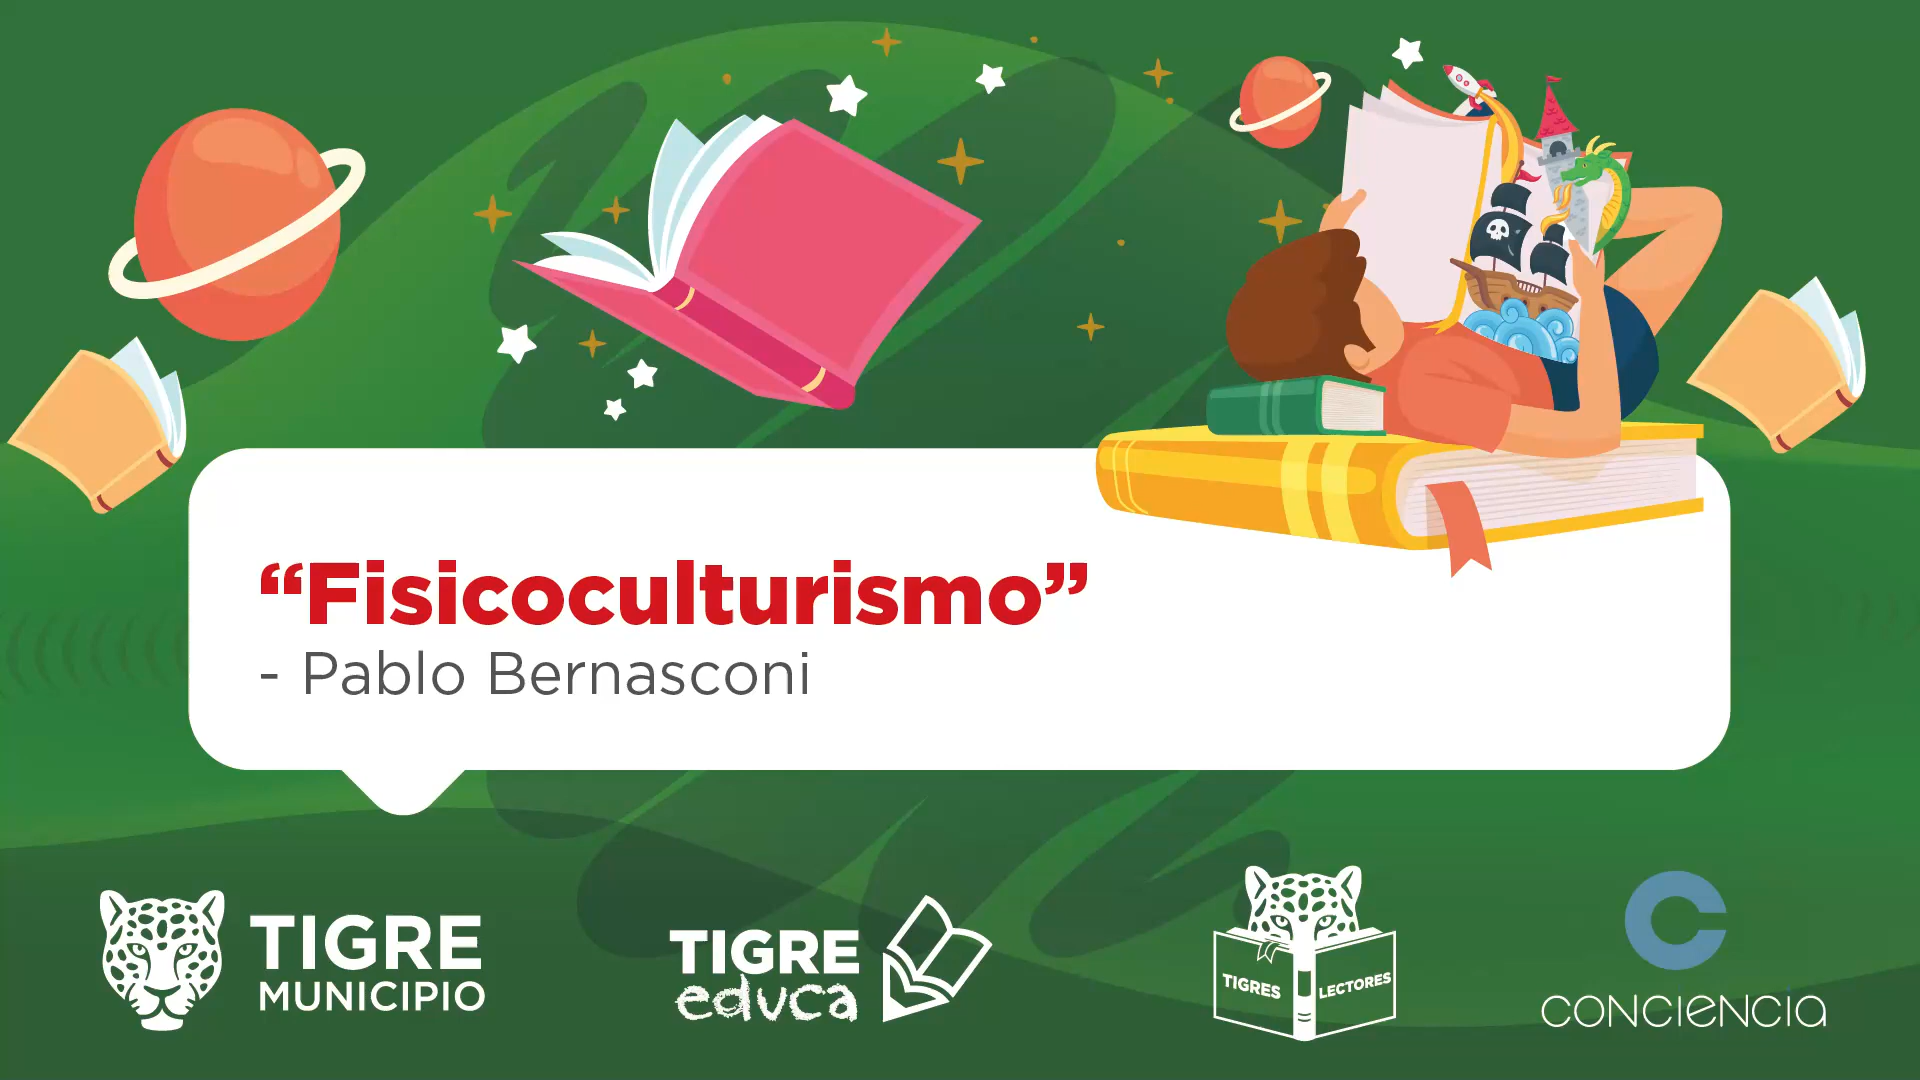 “Fisicoculturismo”
- Pablo Bernasconi
TIGRE
MUNICIPIO
TIGRE
educa
TIGRES LECTORES
CONCIENCIA